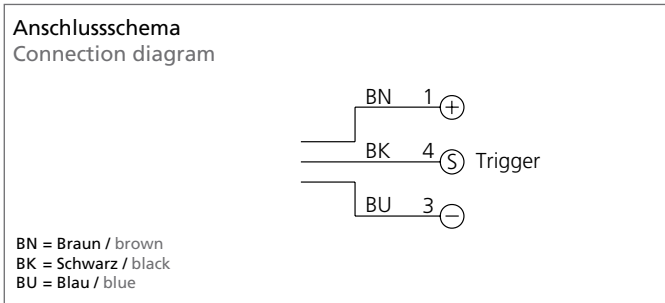 Anschlussschema
Connection diagram
BN 1 +
BK 4 S Trigger
BU 3 −
BN = Braun / brown
BK = Schwarz / black
BU = Blau / blue